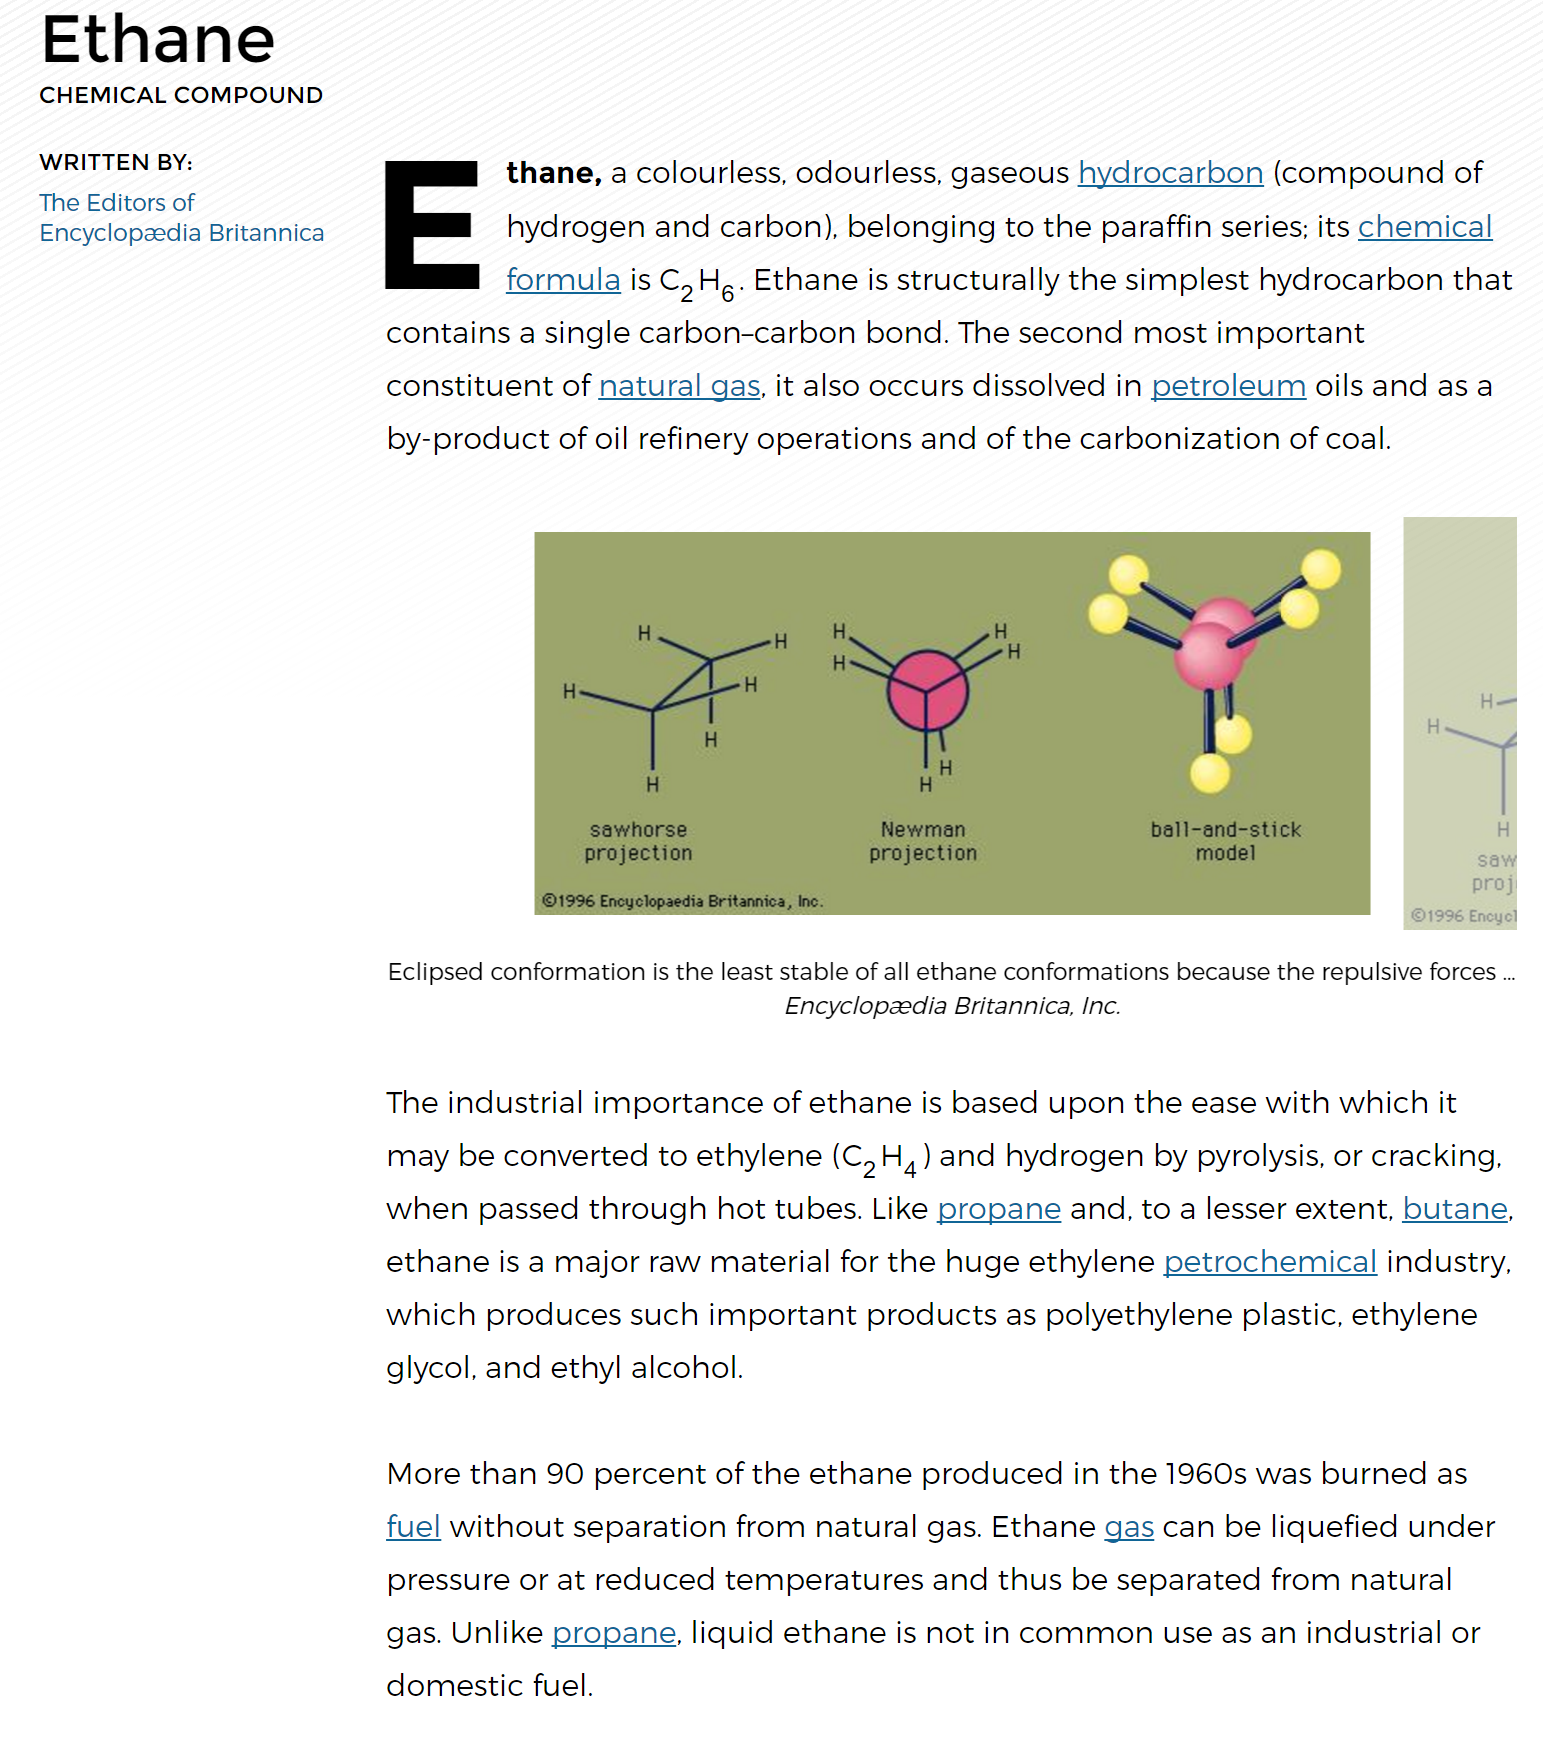 Ethane
CHEMICAL COMPOUND
WRITTEN BY:
The Editors of
Encyclopædia Britannica
Ethane, a colourless, odourless, gaseous hydrocarbon (compound of
hydrogen and carbon), belonging to the paraffin series; its chemical
formula is C2H6. Ethane is structurally the simplest hydrocarbon that
contains a single carbon–carbon bond. The second most important
constituent of natural gas, it also occurs dissolved in petroleum oils and as a
by-product of oil refinery operations and of the carbonization of coal.
H
H
H
H
H
H
sawhorse
projection
H
H
H
H
H
H
Newman
projection
ball-and-stick
model
©1996 Encyclopaedia Britannica, Inc.
H
H
H
saw
proj
©1996 Encycl
Eclipsed conformation is the least stable of all ethane conformations because the repulsive forces ...
Encyclopædia Britannica, Inc.
The industrial importance of ethane is based upon the ease with which it
may be converted to ethylene (C2H4) and hydrogen by pyrolysis, or cracking,
when passed through hot tubes. Like propane and, to a lesser extent, butane,
ethane is a major raw material for the huge ethylene petrochemical industry,
which produces such important products as polyethylene plastic, ethylene
glycol, and ethyl alcohol.
More than 90 percent of the ethane produced in the 1960s was burned as
fuel without separation from natural gas. Ethane gas can be liquefied under
pressure or at reduced temperatures and thus be separated from natural
gas. Unlike propane, liquid ethane is not in common use as an industrial or
domestic fuel.